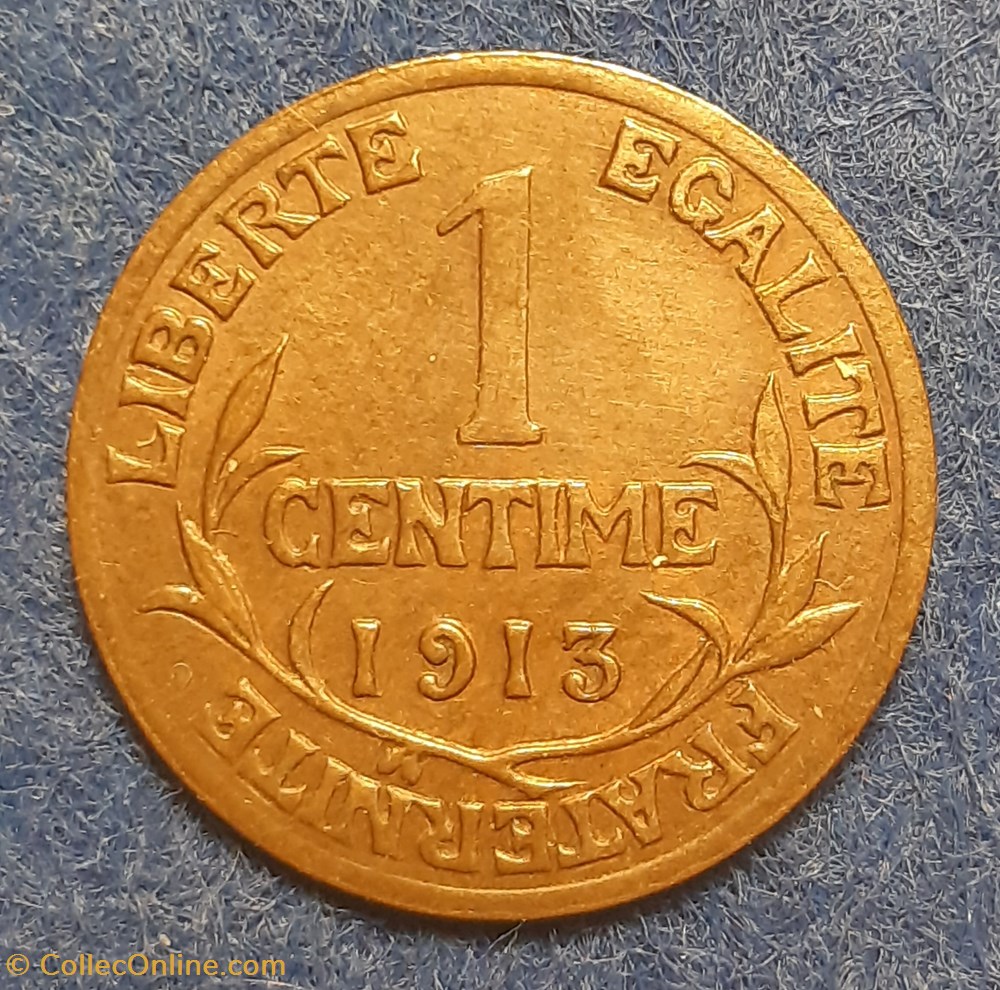 LIBERTE EGALITE
1
CENTIME
1913
FRATERNITE
© CollecOnline.com